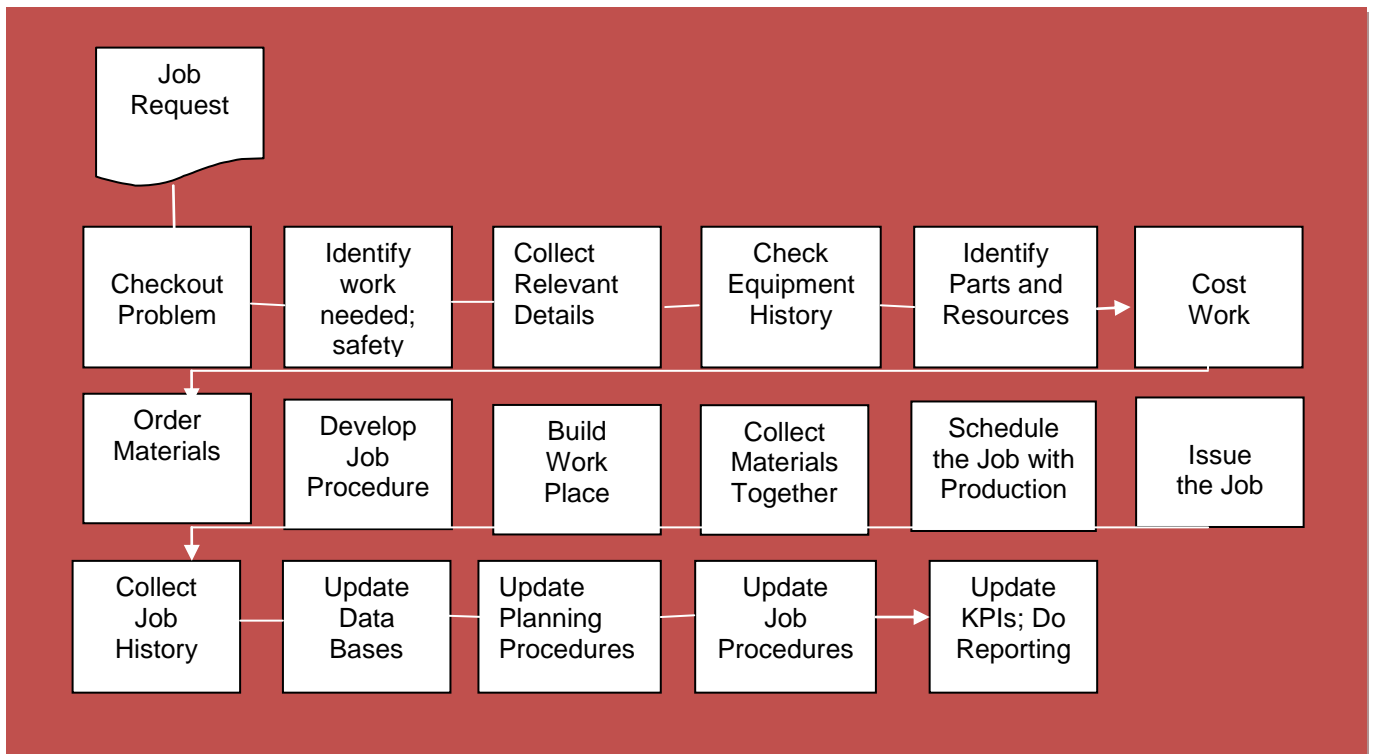 Job
Request
Checkout
Problem
Identify
work
needed;
safety
Collect
Relevant
Details
Check
Equipment
History
Identify
Parts and
Resources
Cost
Work
Order
Materials
Develop
Job
Procedure
Build
Work
Place
Collect
Materials
Together
Schedule
the Job with
Production
Issue
the Job
Collect
Job
History
Update
Data
Bases
Update
Planning
Procedures
Update
Job
Procedures
Update
KPIs; Do
Reporting